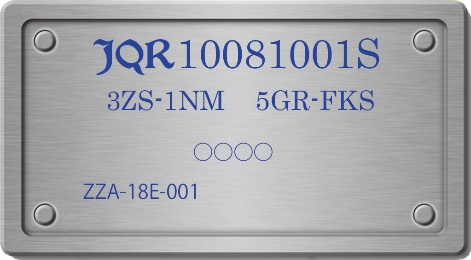 JQR10081001S
3ZS-1NM 5GR-FKS
○○○○
ZZA-18E-001